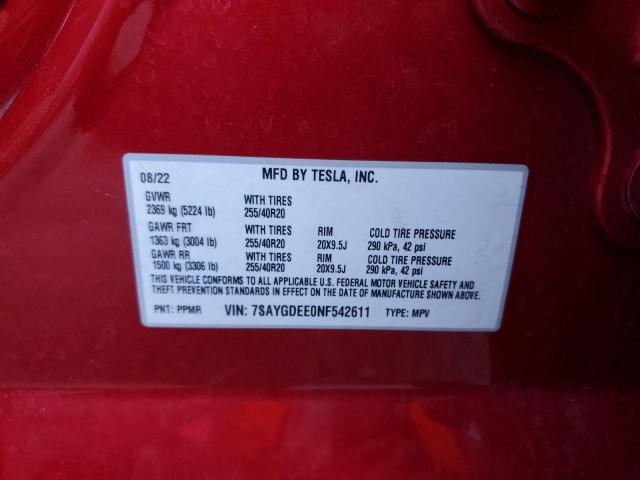 08/22 MFD BY TESLA, INC.
GVWR WITH TIRES
2369 kg (5224 lb) 255/40R20
GAWR FRT WITH TIRES RIM COLD TIRE PRESSURE
1363 kg (3004 lb) 255/40R20 20X9.5J 290 kPa, 42 psi
GAWR RR WITH TIRES RIM COLD TIRE PRESSURE
1500 kg (3306 lb) 255/40R20 20X9.5J 290 kPa, 42 psi
THIS VEHICLE CONFORMS TO ALL APPLICABLE U.S. FEDERAL MOTOR VEHICLE SAFETY AND
THEFT PREVENTION STANDARDS IN EFFECT ON THE DATE OF MANUFACTURE SHOWN ABOVE.
PNT: PPMR VIN: 7SAYGDEE0NF542611 TYPE: MPV